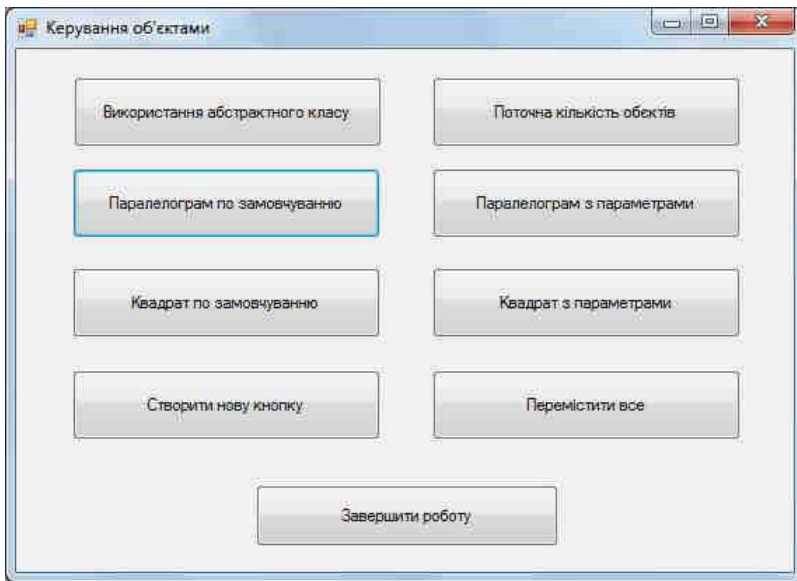 Керування об'єктами
Використання абстрактного класу
Поточна кількість обєктів
Паралелограм по замовчуванню
Паралелограм з параметрами
Квадрат по замовчуванню
Квадрат з параметрами
Створити нову кнопку
Перемістити все
Завершити роботу